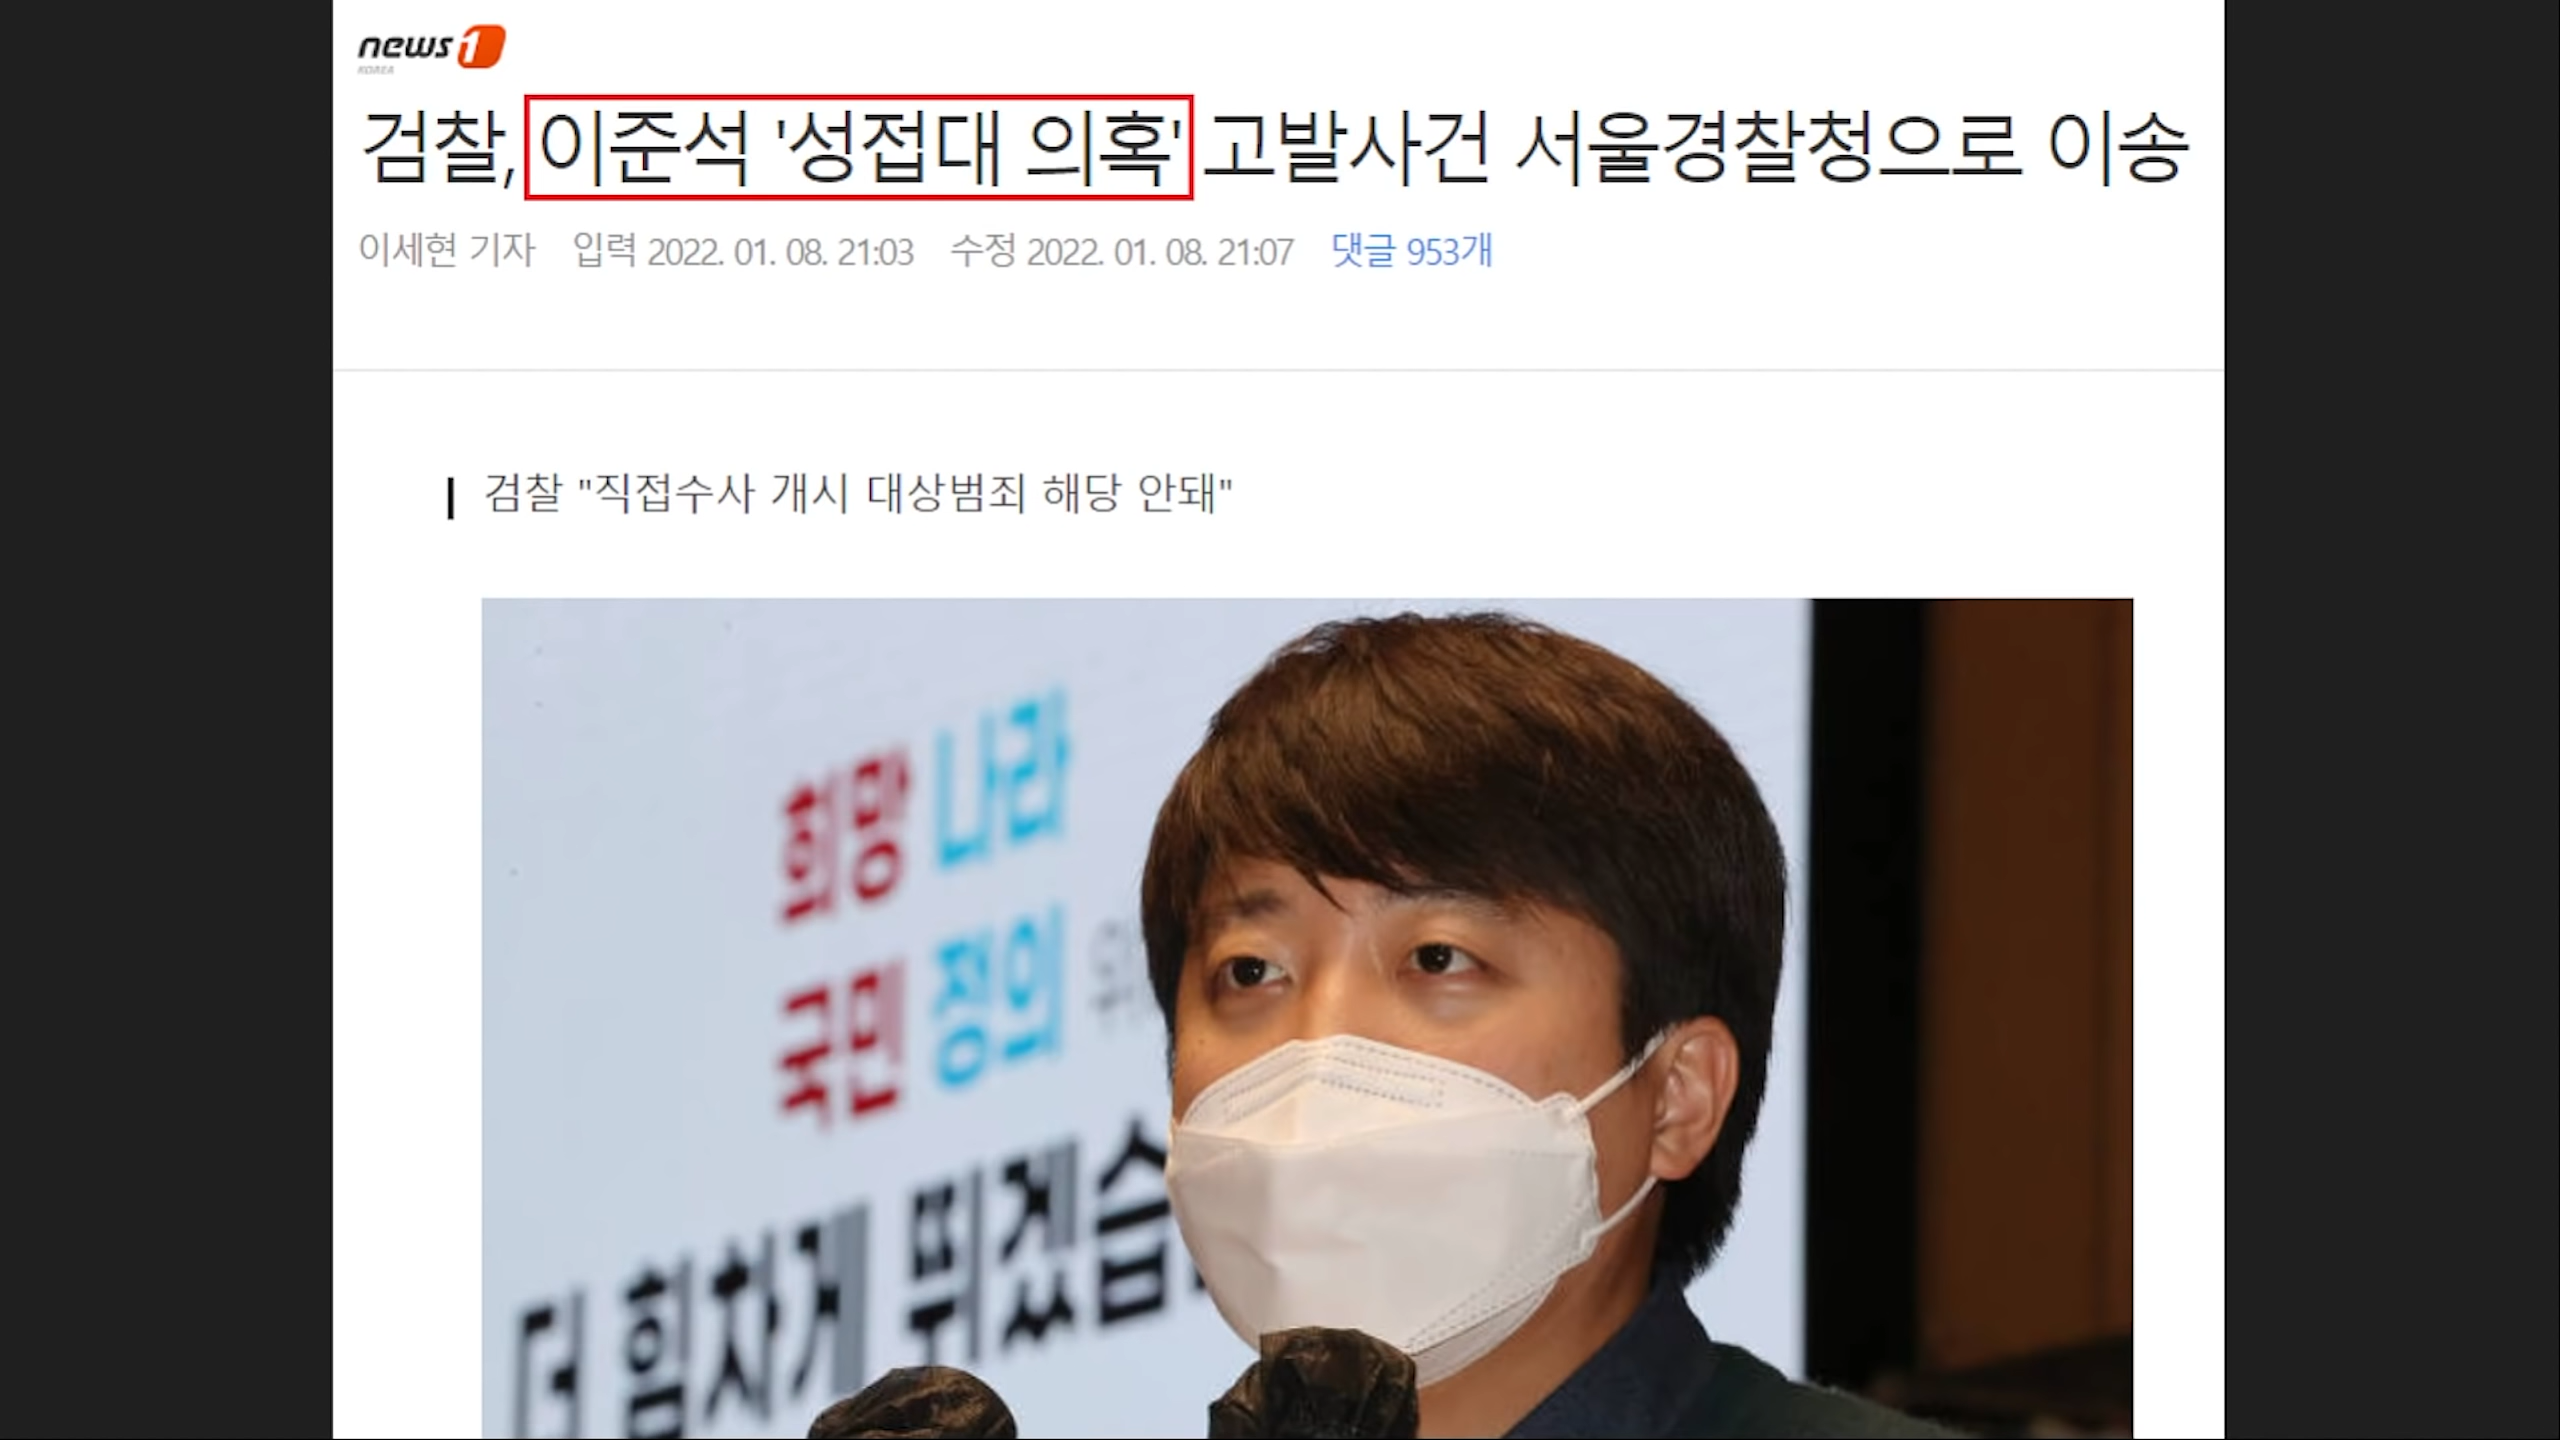 news1
KOREA
검찰, 이준석 '성접대 의혹' 고발사건 서울경찰청으로 이송
이세현 기자 입력 2022. 01. 08. 21:03 수정 2022. 01. 08. 21:07 댓글 953개
검찰 "직접수사 개시 대상범죄 해당 안돼"
희망 나라
국민 정의
더 힘차게 뛰겠습